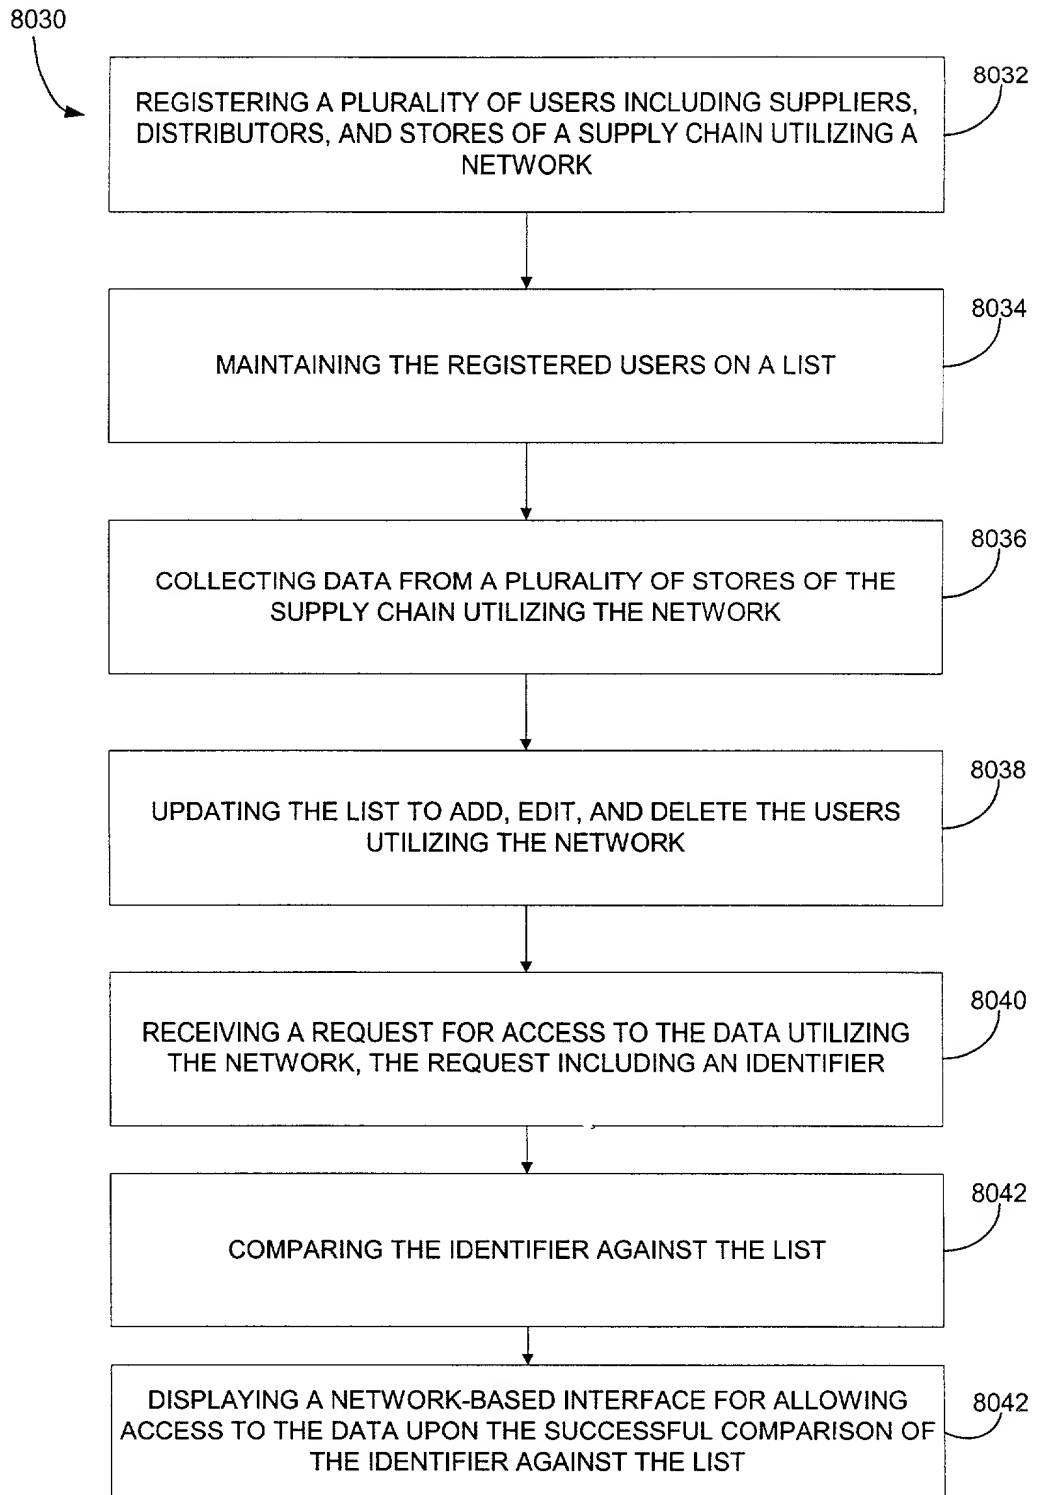 8030
8032
REGISTERING A PLURALITY OF USERS INCLUDING SUPPLIERS,
DISTRIBUTORS, AND STORES OF A SUPPLY CHAIN UTILIZING A
NETWORK
8034
MAINTAINING THE REGISTERED USERS ON A LIST
8036
COLLECTING DATA FROM A PLURALITY OF STORES OF THE
SUPPLY CHAIN UTILIZING THE NETWORK
8038
UPDATING THE LIST TO ADD, EDIT, AND DELETE THE USERS
UTILIZING THE NETWORK
8040
RECEIVING A REQUEST FOR ACCESS TO THE DATA UTILIZING
THE NETWORK, THE REQUEST INCLUDING AN IDENTIFIER
8042
COMPARING THE IDENTIFIER AGAINST THE LIST
8042
DISPLAYING A NETWORK-BASED INTERFACE FOR ALLOWING
ACCESS TO THE DATA UPON THE SUCCESSFUL COMPARISON OF
THE IDENTIFIER AGAINST THE LIST